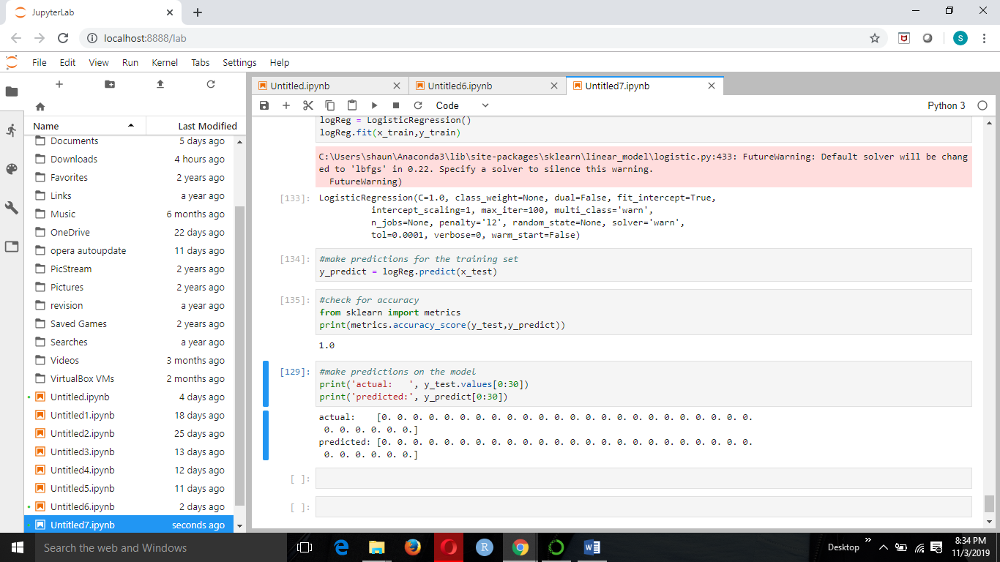 JupyterLab
localhost:8888/lab
S
File Edit View Run Kernel Tabs Settings Help
Untitled.ipynb Untitled6.ipynb Untitled7.ipynb
Code Python 3
Name Last Modified
Documents 5 days ago
Downloads 4 hours ago
Favorites 2 years ago
Links a year ago
Music 6 months ago
OneDrive 22 days ago
opera autoupdate 11 days ago
PicStream 2 years ago
Pictures 2 years ago
revision a year ago
Saved Games 2 years ago
Searches a year ago
Videos 3 months ago
VirtualBox VMs 2 months ago
Untitled.ipynb 4 days ago
Untitled1.ipynb 18 days ago
Untitled2.ipynb 25 days ago
Untitled3.ipynb 13 days ago
Untitled4.ipynb 12 days ago
Untitled5.ipynb 11 days ago
Untitled6.ipynb 2 days ago
Untitled7.ipynb seconds ago
logReg = LogisticRegression()
logReg.fit(x_train,y_train)
C:\Users\shaun\Anaconda3\lib\site-packages\sklearn\linear_model\logistic.py:433: FutureWarning: Default solver will be chang
ed to 'lbfgs' in 0.22. Specify a solver to silence this warning.
FutureWarning)
[133]: LogisticRegression(C=1.0, class_weight=None, dual=False, fit_intercept=True,
intercept_scaling=1, max_iter=100, multi_class='warn',
n_jobs=None, penalty='l2', random_state=None, solver='warn',
tol=0.0001, verbose=0, warm_start=False)
[134]: #make predictions for the training set
y_predict = logReg.predict(x_test)
[135]: #check for accuracy
from sklearn import metrics
print(metrics.accuracy_score(y_test,y_predict))
1.0
[129]: #make predictions on the model
print('actual:   ', y_test.values[0:30])
print('predicted:', y_predict[0:30])
actual:    [0. 0. 0. 0. 0. 0. 0. 0. 0. 0. 0. 0. 0. 0. 0. 0. 0. 0. 0. 0. 0. 0. 0. 0.
0. 0. 0. 0. 0. 0.]
predicted: [0. 0. 0. 0. 0. 0. 0. 0. 0. 0. 0. 0. 0. 0. 0. 0. 0. 0. 0. 0. 0. 0. 0. 0.
0. 0. 0. 0. 0. 0.]
[ ]:
[ ]:
Search the web and Windows
R
Desktop
8:34 PM
11/3/2019